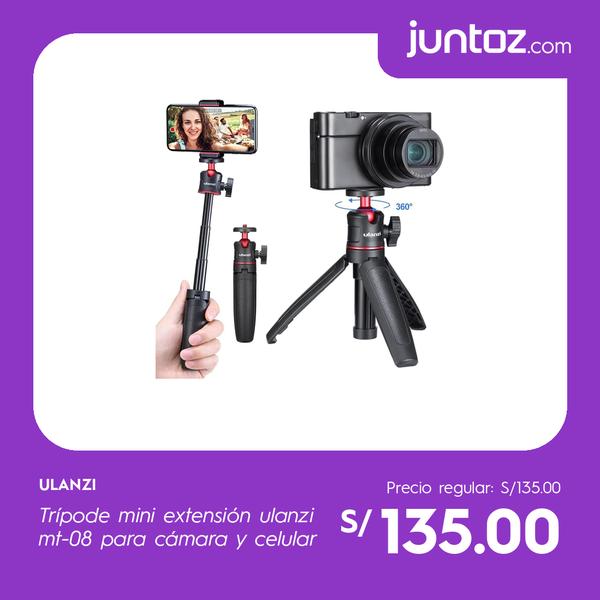 juntoz.com
360°
ulanzi
ulanzi
ulanzi
ULANZI
Trípode mini extensión ulanzi
mt-08 para cámara y celular
Precio regular: S/135.00
S/135.00